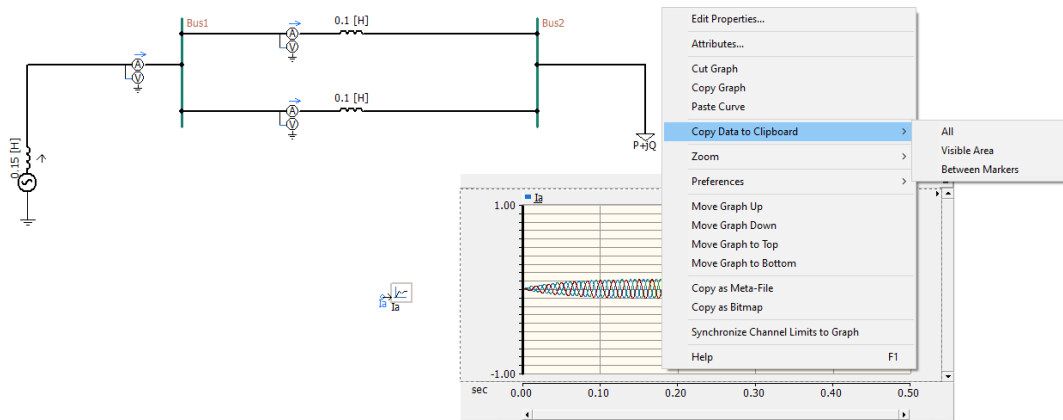 Bus1
0.1 [H]
Bus2
A
V
A
V
0.1 [H]
A
V
P+jQ
0.15 [H]
Edit Properties...
Attributes...
Cut Graph
Copy Graph
Paste Curve
Copy Data to Clipboard
All
Visible Area
Between Markers
Zoom
Preferences
Move Graph Up
Move Graph Down
Move Graph to Top
Move Graph to Bottom
Copy as Meta-File
Copy as Bitmap
Synchronize Channel Limits to Graph
Help F1
Ia
1.00
-1.00
Ia
Ia
sec 0.00 0.10 0.20 0.30 0.40 0.50